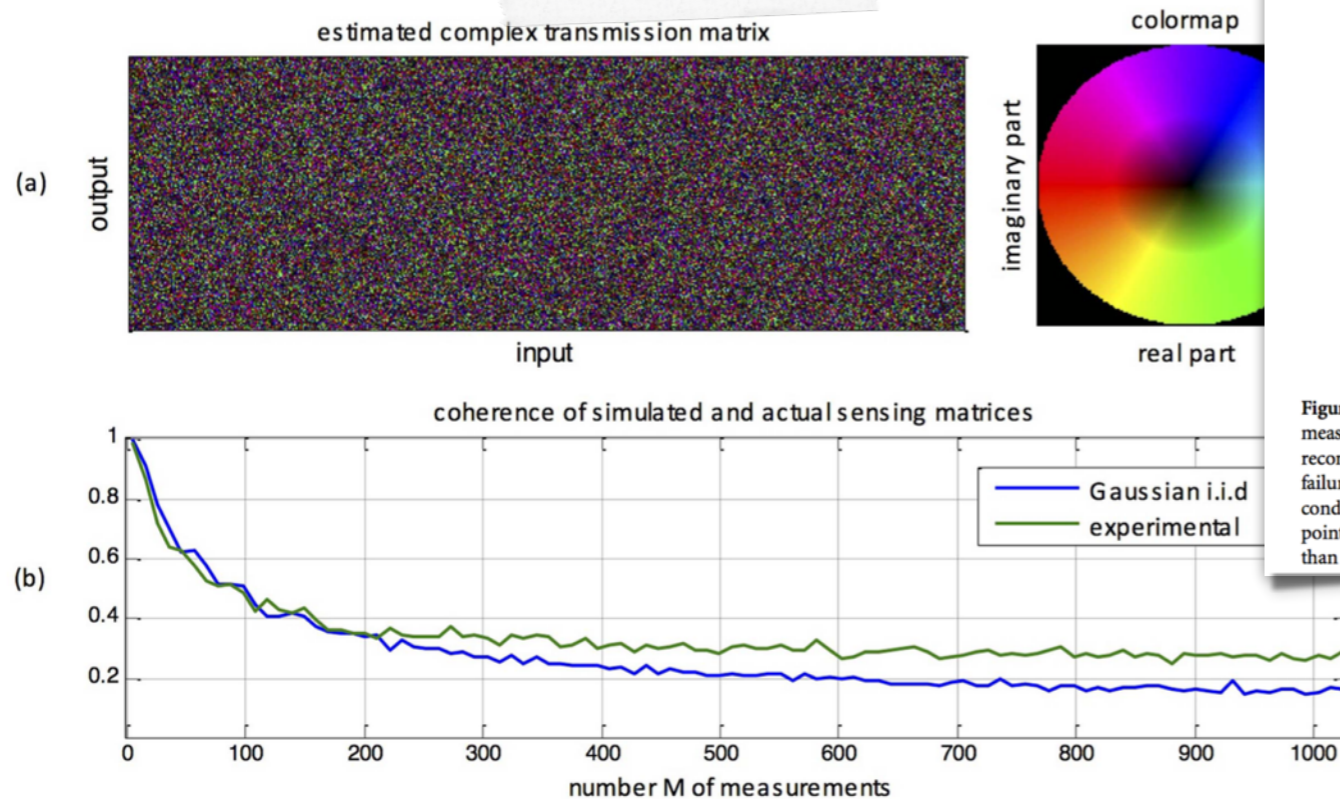 estimated complex transmission matrix
colormap
(a)
output
input
imaginary part
real part
coherence of simulated and actual sensing matrices
(b)
1
0.8
0.6
0.4
0.2
Gaussian i.i.d
experimental
0 100 200 300 400 500 600 700 800 900 1000
number M of measurements
than